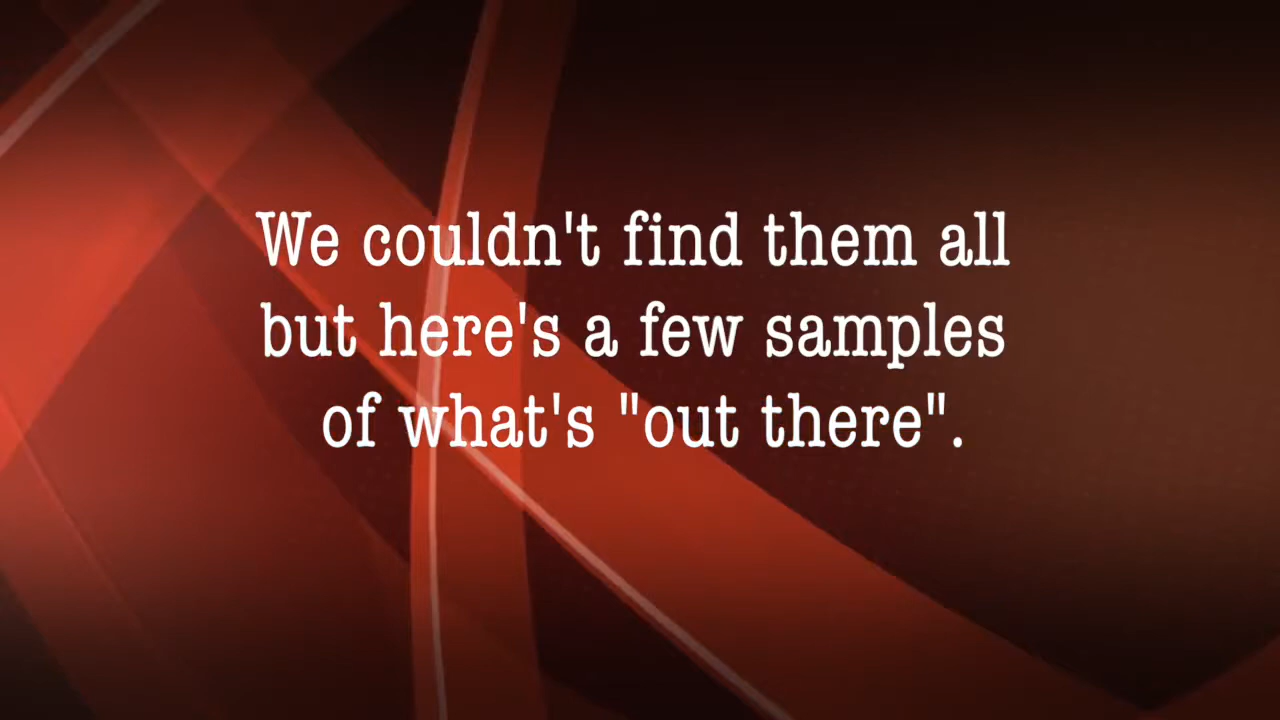 We couldn't find them all
but here's a few samples
of what's "out there".